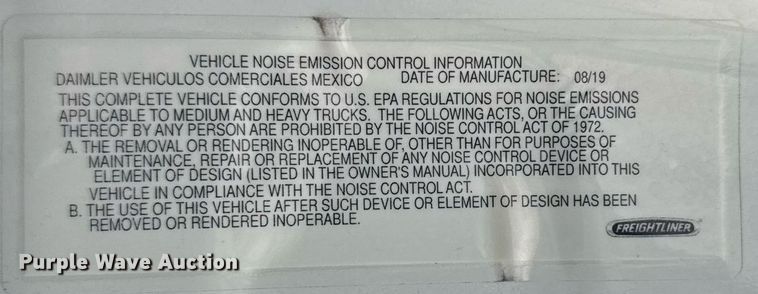 VEHICLE NOISE EMISSION CONTROL INFORMATION
DAIMLER VEHICULOS COMERCIALES MEXICO DATE OF MANUFACTURE: 08/19
THIS COMPLETE VEHICLE CONFORMS TO U.S. EPA REGULATIONS FOR NOISE EMISSIONS
APPLICABLE TO MEDIUM AND HEAVY TRUCKS. THE FOLLOWING ACTS, OR THE CAUSING
THEREOF BY ANY PERSON ARE PROHIBITED BY THE NOISE CONTROL ACT OF 1972.
A. THE REMOVAL OR RENDERING INOPERABLE OF, OTHER THAN FOR PURPOSES OF
MAINTENANCE, REPAIR OR REPLACEMENT OF ANY NOISE CONTROL DEVICE OR
ELEMENT OF DESIGN (LISTED IN THE OWNER'S MANUAL) INCORPORATED INTO THIS
VEHICLE IN COMPLIANCE WITH THE NOISE CONTROL ACT.
B. THE USE OF THIS VEHICLE AFTER SUCH DEVICE OR ELEMENT OF DESIGN HAS BEEN
REMOVED OR RENDERED INOPERABLE.
FREIGHTLINER
Purple Wave Auction